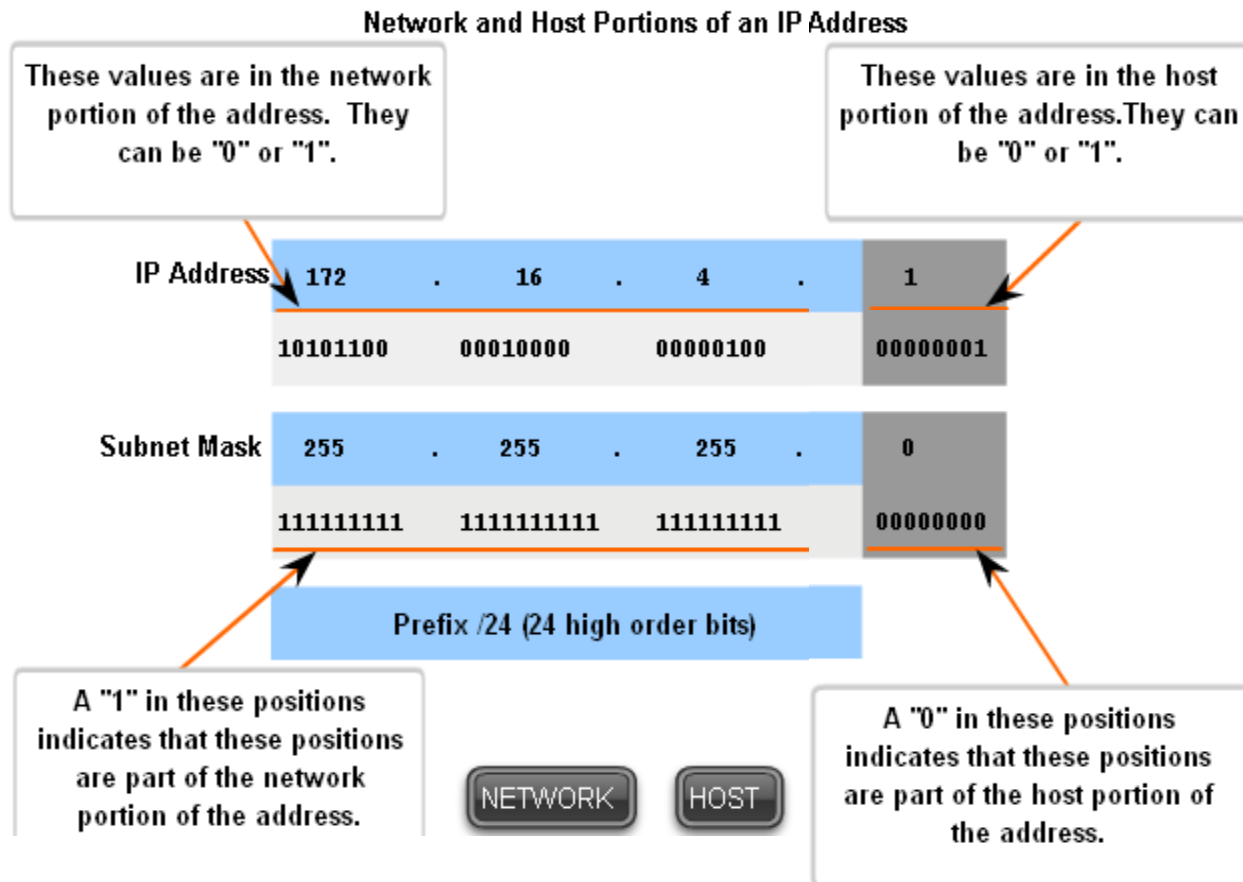 Network and Host Portions of an IP Address
These values are in the network
portion of the address. They
can be "0" or "1".
These values are in the host
portion of the address.They can
be "0" or "1".
IP Address 172 . 16 . 4 . 1
10101100 00010000 00000100 00000001
Subnet Mask 255 . 255 . 255 . 0
111111111 1111111111 111111111 00000000
Prefix /24 (24 high order bits)
A "1" in these positions
indicates that these positions
are part of the network
portion of the address.
NETWORK
HOST
A "0" in these positions
indicates that these positions
are part of the host portion of
the address.